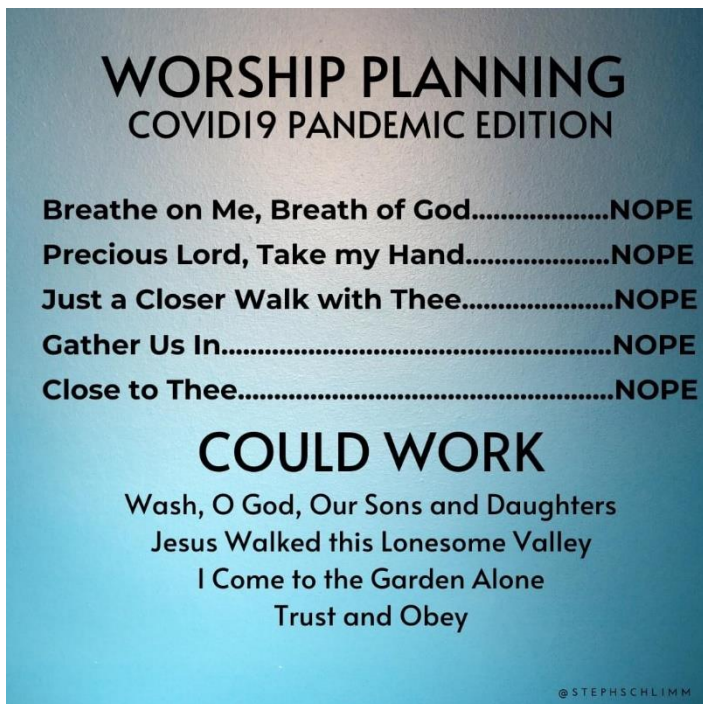 WORSHIP PLANNING
COVID19 PANDEMIC EDITION
Breathe on Me, Breath of God...................NOPE
Precious Lord, Take my Hand....................NOPE
Just a Closer Walk with Thee.....................NOPE
Gather Us In......................................................NOPE
Close to Thee....................................................NOPE
COULD WORK
Wash, O God, Our Sons and Daughters
Jesus Walked this Lonesome Valley
I Come to the Garden Alone
Trust and Obey
@STEPHSCHLIMM